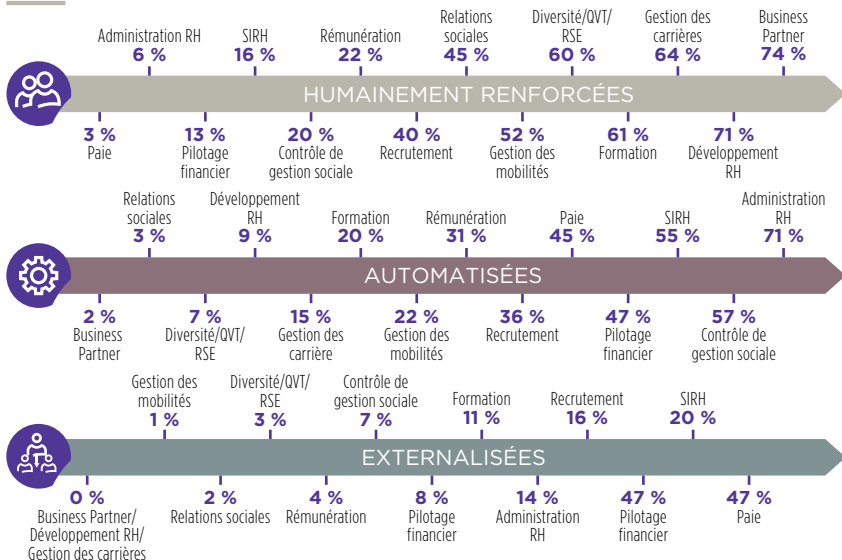 Administration RH
6 %
SIRH
16 %
Rémunération
22 %
Relations
sociales
45 %
Diversité/QVT/
RSE
60 %
Gestion des
carrières
64 %
Business
Partner
74 %
HUMAINEMENT RENFORCÉES
3 %
Paie
13 %
Pilotage
financier
20 %
Contrôle de
gestion sociale
40 %
Recrutement
52 %
Gestion des
mobilités
61 %
Formation
71 %
Développement
RH
Relations
sociales
3 %
Développement
RH
9 %
Formation
20 %
Rémunération
31 %
Paie
45 %
SIRH
55 %
Administration
RH
71 %
AUTOMATISÉES
2 %
Business
Partner
7 %
Diversité/QVT/
RSE
15 %
Gestion des
carrière
22 %
Gestion des
mobilités
36 %
Recrutement
47 %
Pilotage
financier
57 %
Contrôle de
gestion sociale
Gestion des
mobilités
1 %
Diversité/QVT/
RSE
3 %
Contrôle de
gestion sociale
7 %
Formation
11 %
Recrutement
16 %
SIRH
20 %
EXTERNALISÉES
0 %
Business Partner/
Développement RH/
Gestion des carrières
2 %
Relations sociales
4 %
Rémunération
8 %
Pilotage
financier
14 %
Administration
RH
47 %
Pilotage
financier
47 %
Paie